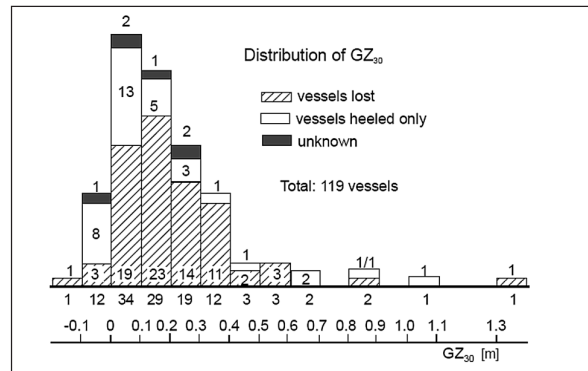 Distribution of GZ30
vessels lost
vessels heeled only
unknown
Total: 119 vessels
2
1
13
5
2
1
3
1
8
1
1/1
1
1
1
3
19
23
14
11
2
3
2
1 12 34 29 19 12 3 3 2 2 1 1
-0.1 0 0.1 0.2 0.3 0.4 0.5 0.6 0.7 0.8 0.9 1.0 1.1 1.3
GZ30 [m]